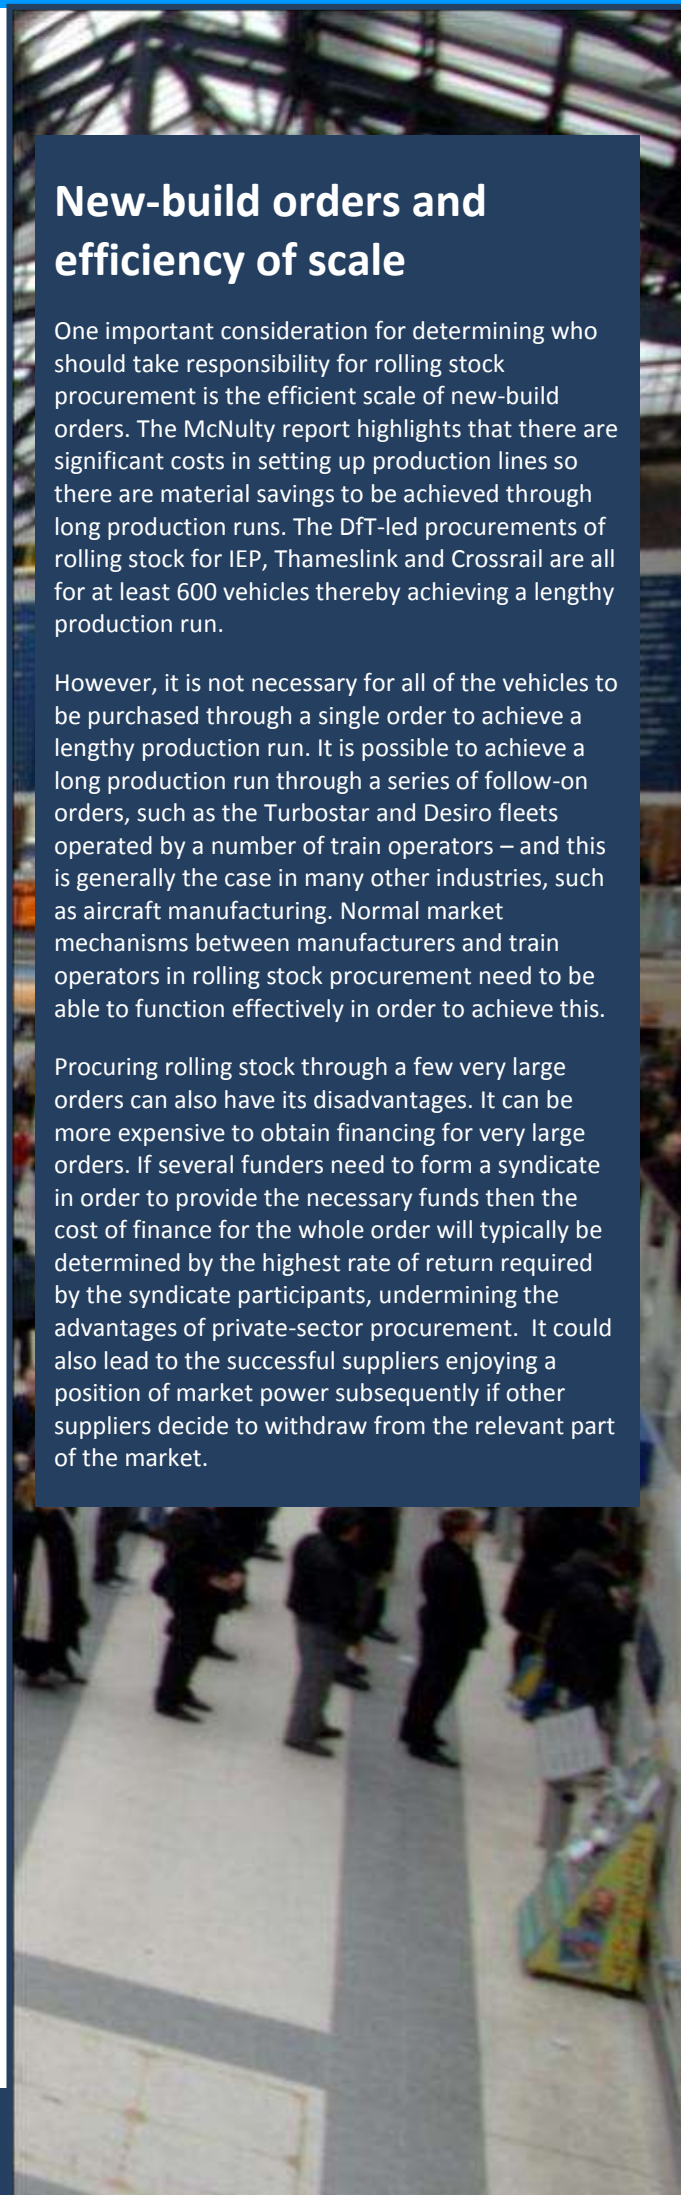 New-build orders and
efficiency of scale
One important consideration for determining who
should take responsibility for rolling stock
procurement is the efficient scale of new-build
orders. The McNulty report highlights that there are
significant costs in setting up production lines so
there are material savings to be achieved through
long production runs. The DfT-led procurements of
rolling stock for IEP, Thameslink and Crossrail are all
for at least 600 vehicles thereby achieving a lengthy
production run.
However, it is not necessary for all of the vehicles to
be purchased through a single order to achieve a
lengthy production run. It is possible to achieve a
long production run through a series of follow-on
orders, such as the Turbostar and Desiro fleets
operated by a number of train operators – and this
is generally the case in many other industries, such
as aircraft manufacturing. Normal market
mechanisms between manufacturers and train
operators in rolling stock procurement need to be
able to function effectively in order to achieve this.
Procuring rolling stock through a few very large
orders can also have its disadvantages. It can be
more expensive to obtain financing for very large
orders. If several funders need to form a syndicate
in order to provide the necessary funds then the
cost of finance for the whole order will typically be
determined by the highest rate of return required
by the syndicate participants, undermining the
advantages of private-sector procurement.  It could
also lead to the successful suppliers enjoying a
position of market power subsequently if other
suppliers decide to withdraw from the relevant part
of the market.